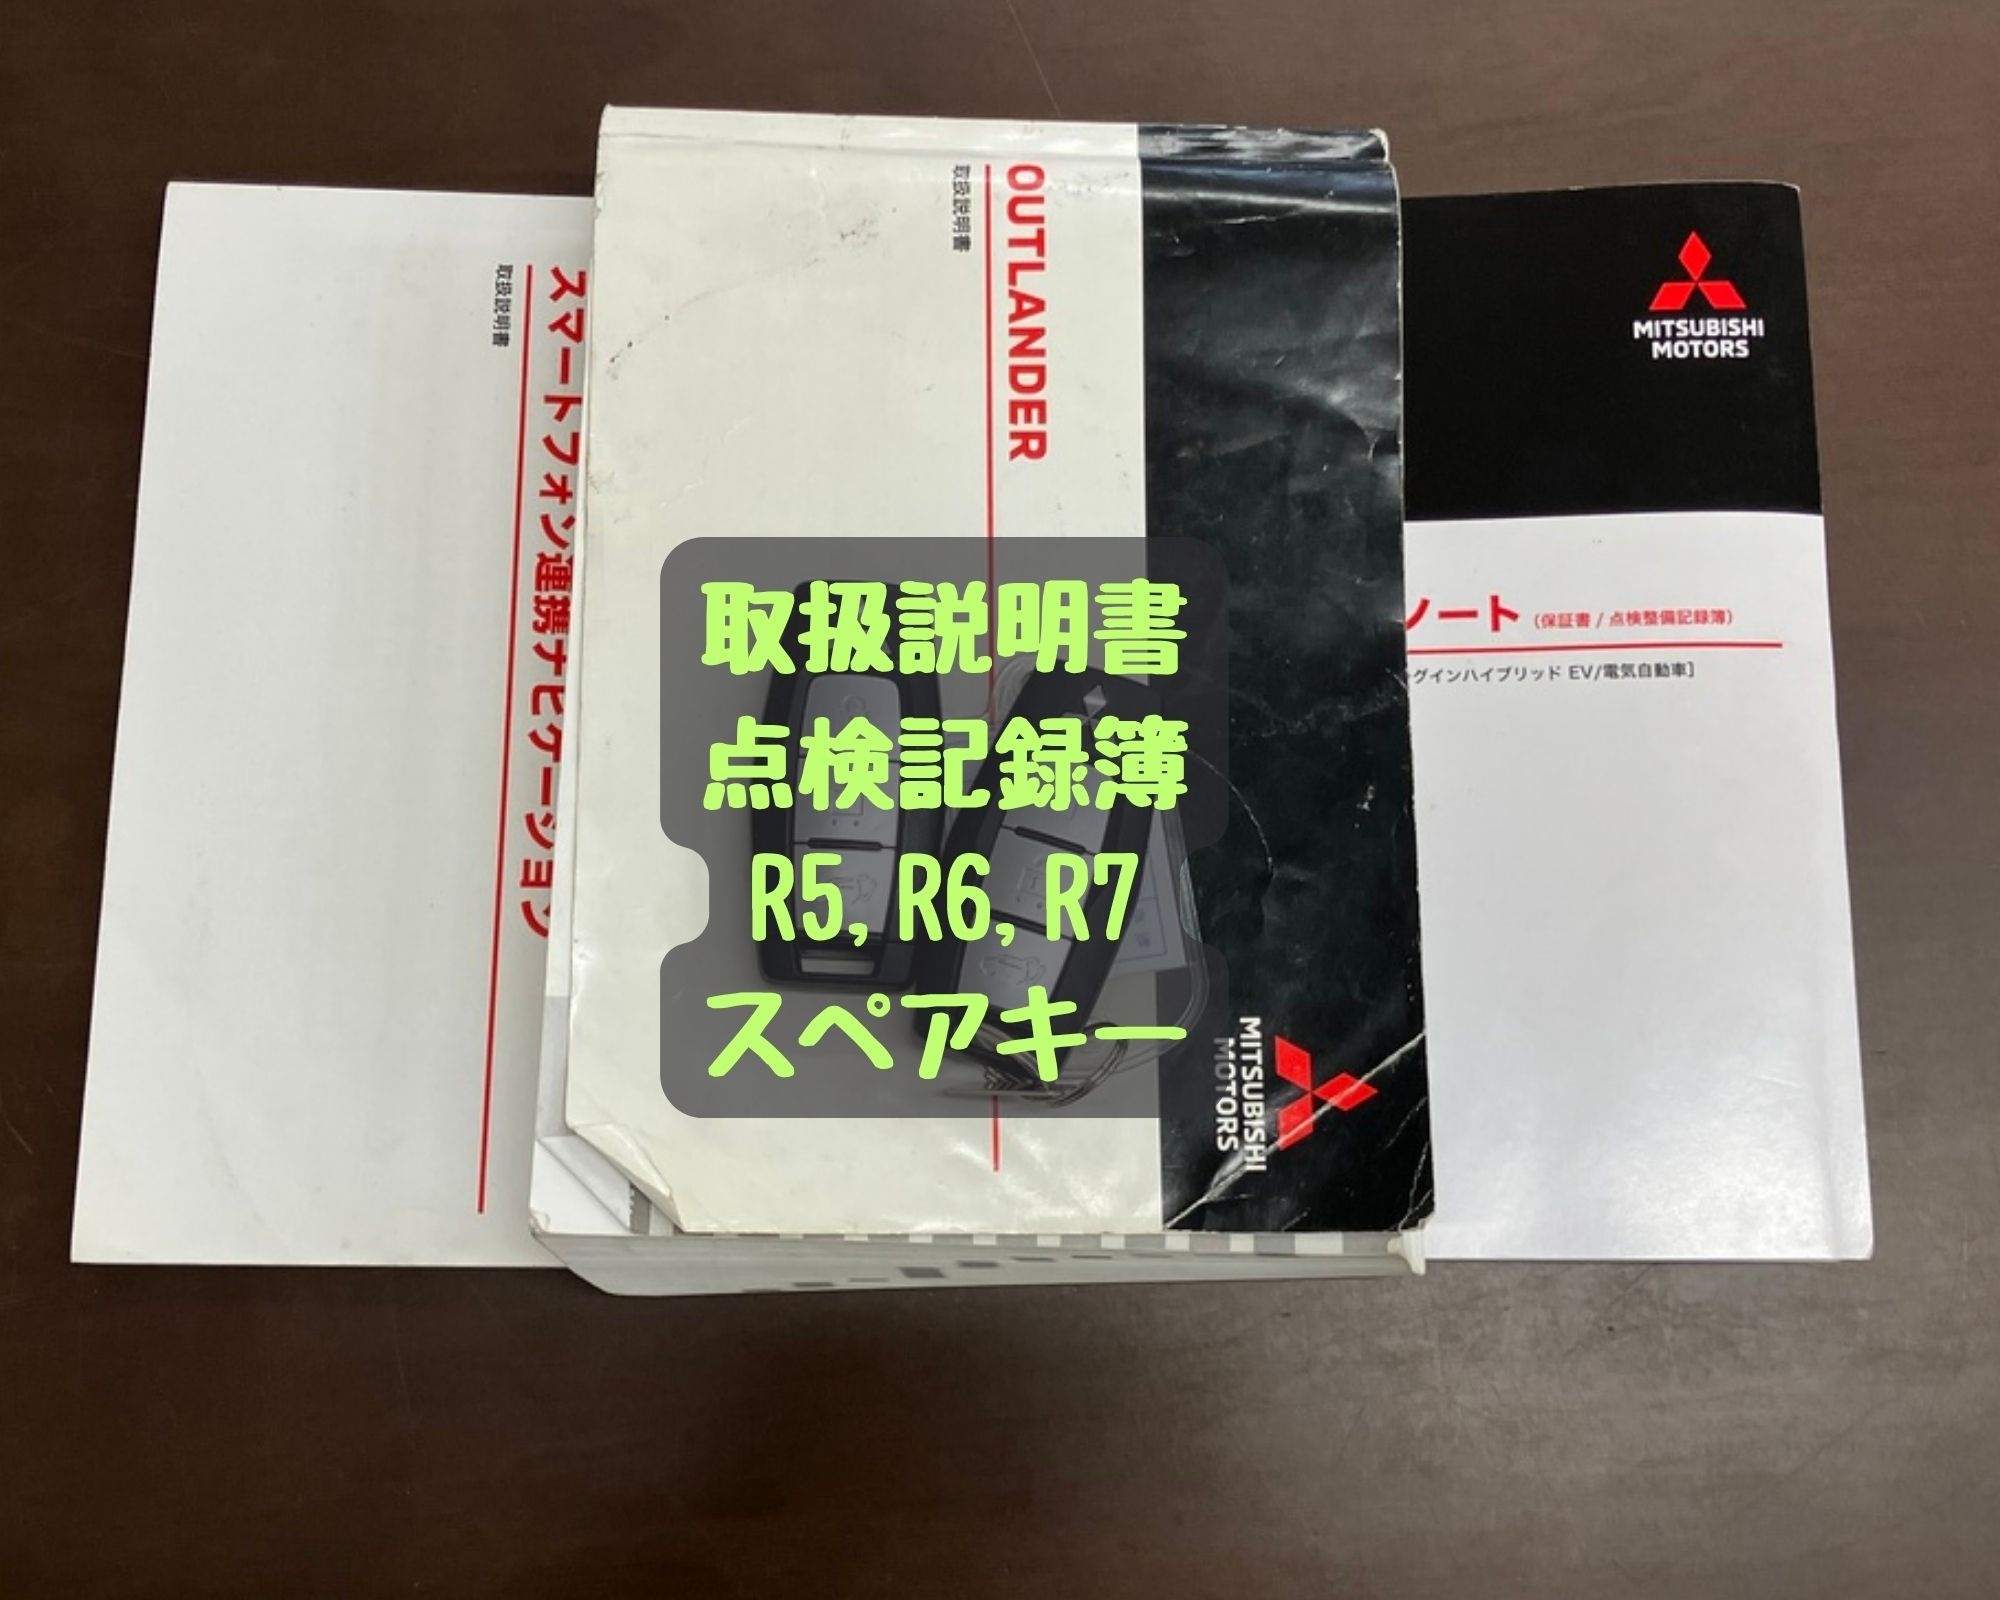 スマートフォン連携ナビゲーション
取扱説明書
OUTLANDER
取扱説明書
MITSUBISHI
MOTORS
MITSUBISHI
MOTORS
ノート（保証書 / 点検整備記録簿）
グインハイブリッド EV/電気自動車］
取扱説明書
点検記録簿
R5,R6,R7
スペアキー